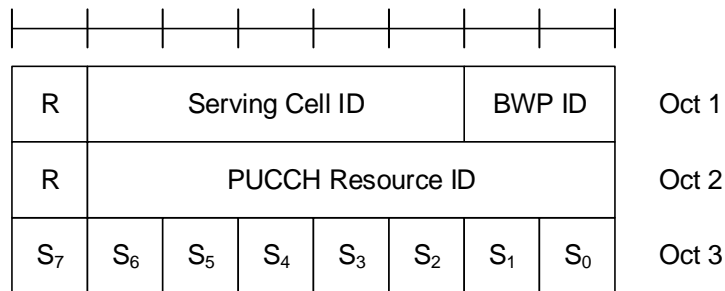 R Serving Cell ID BWP ID Oct 1
R PUCCH Resource ID Oct 2
S₇ S₆ S₅ S₄ S₃ S₂ S₁ S₀ Oct 3